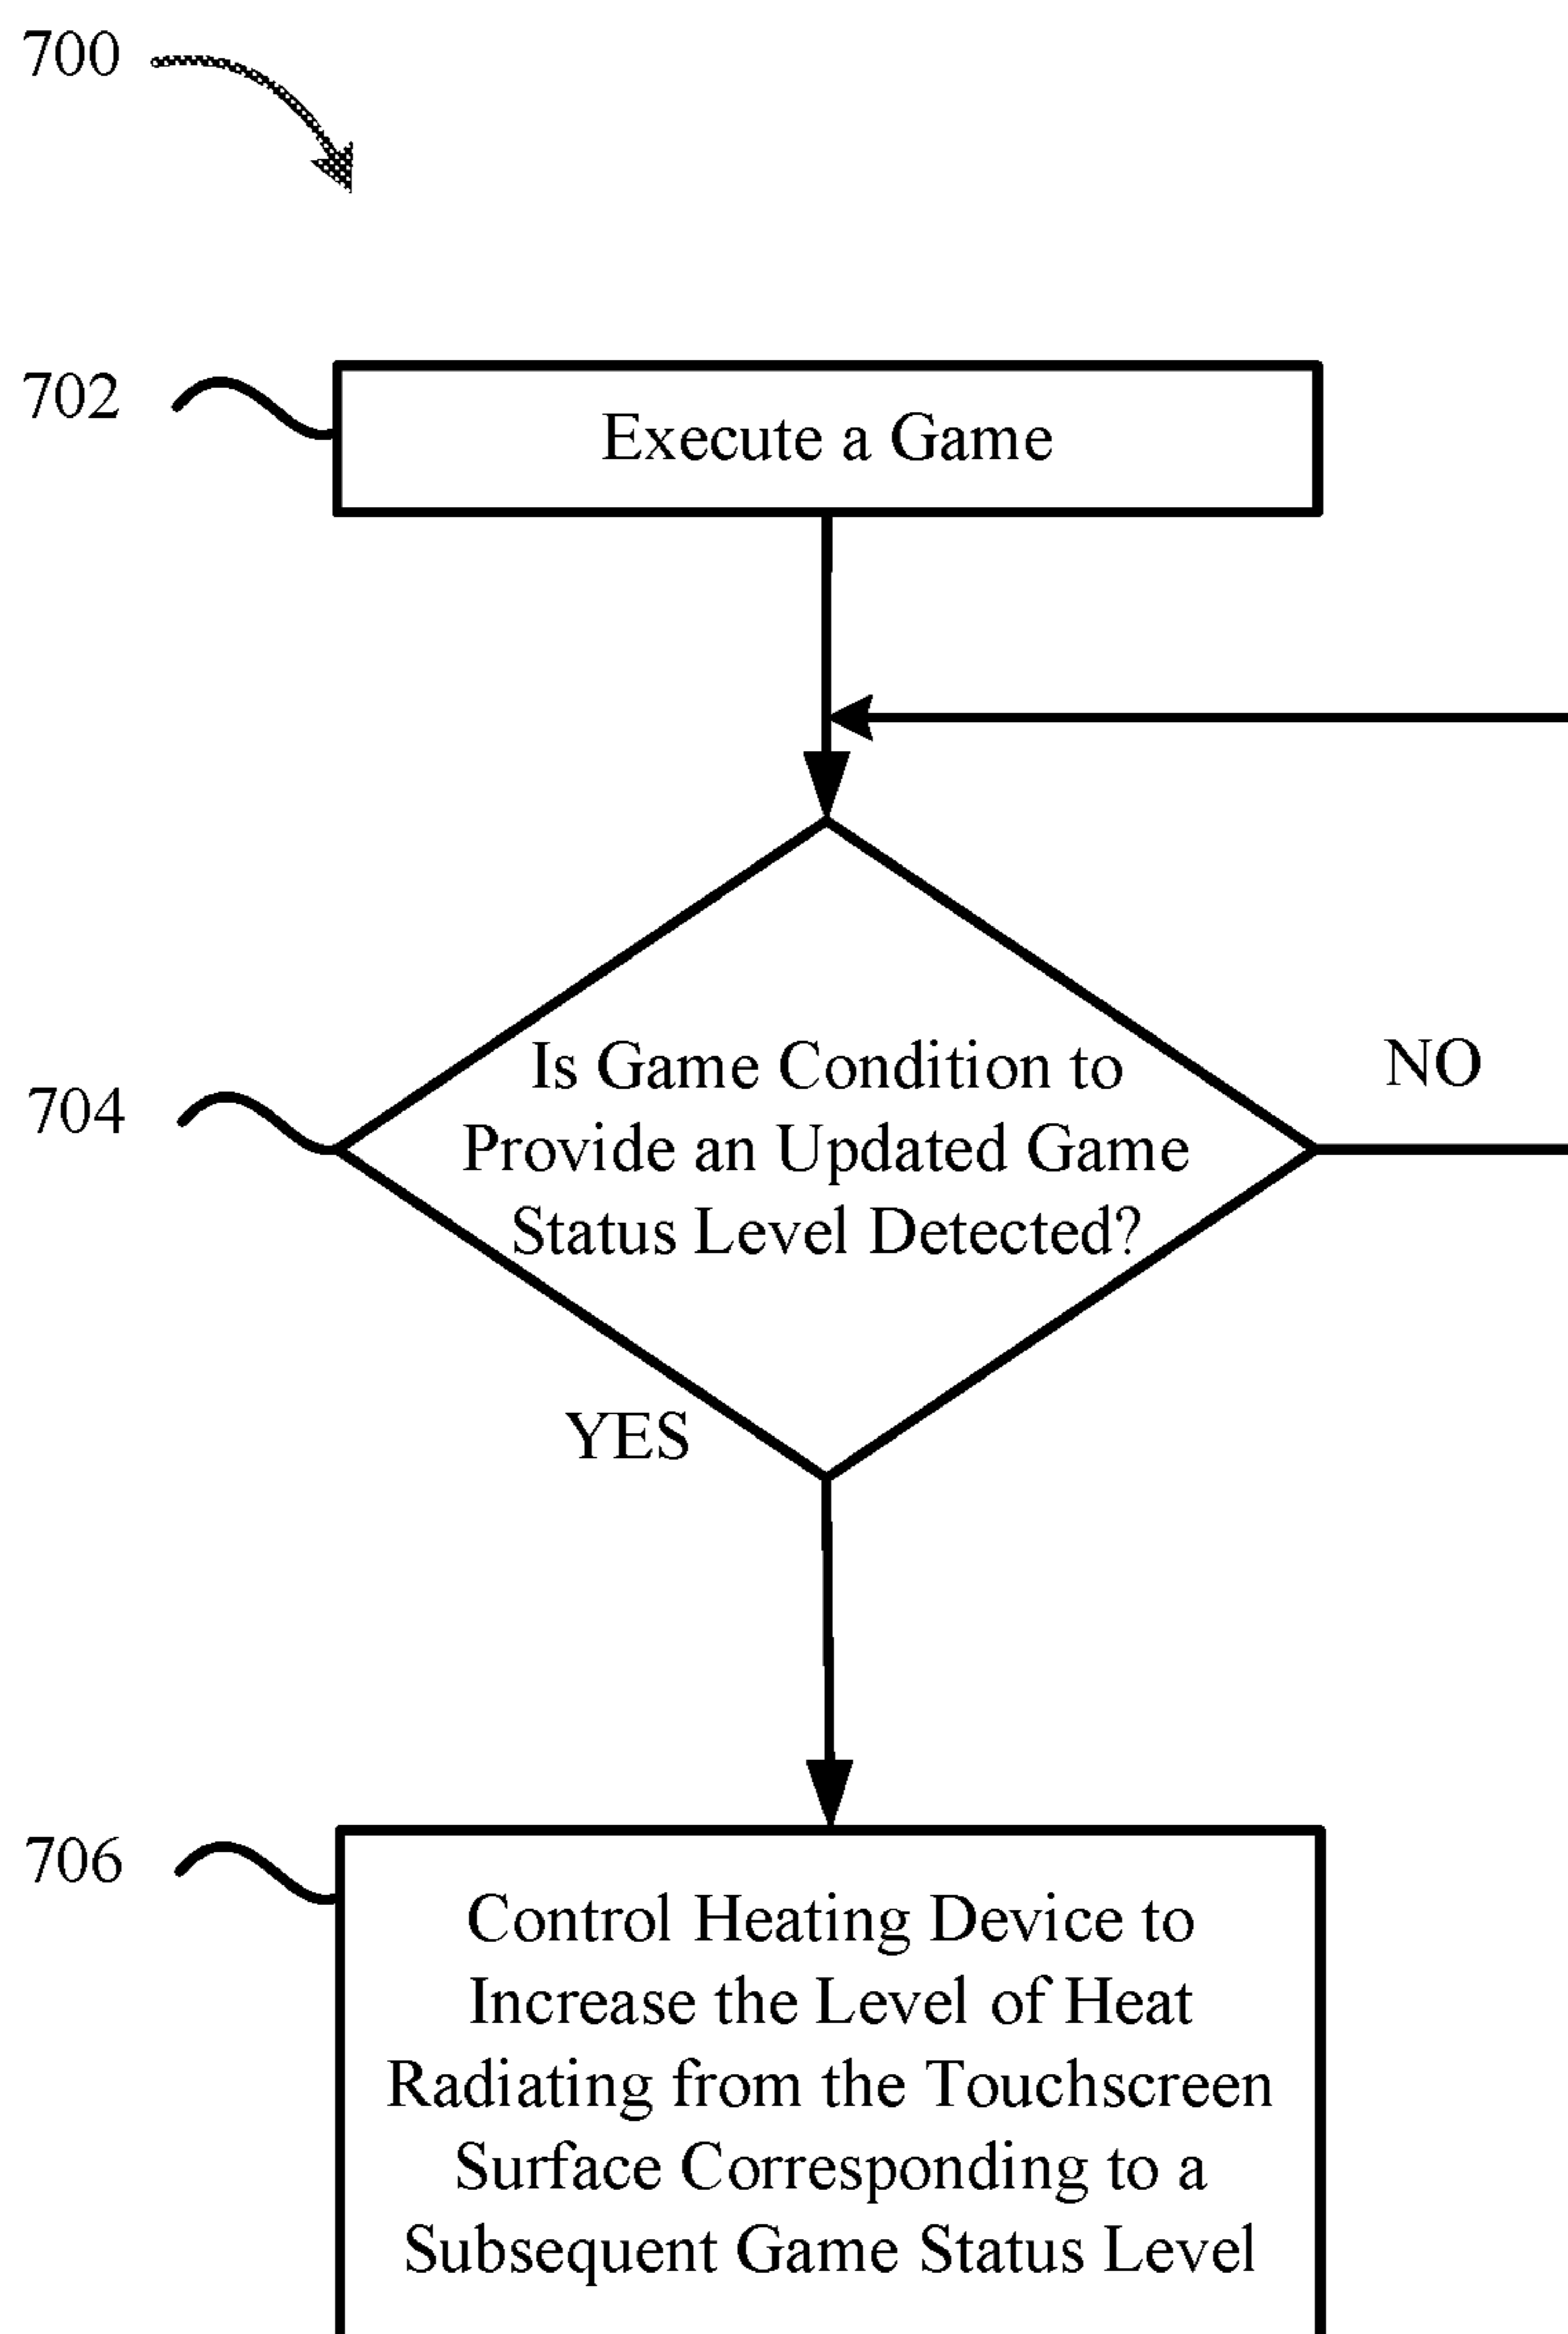 700
702
Execute a Game
704
Is Game Condition to
Provide an Updated Game
Status Level Detected?
NO
YES
706
Control Heating Device to
Increase the Level of Heat
Radiating from the Touchscreen
Surface Corresponding to a
Subsequent Game Status Level